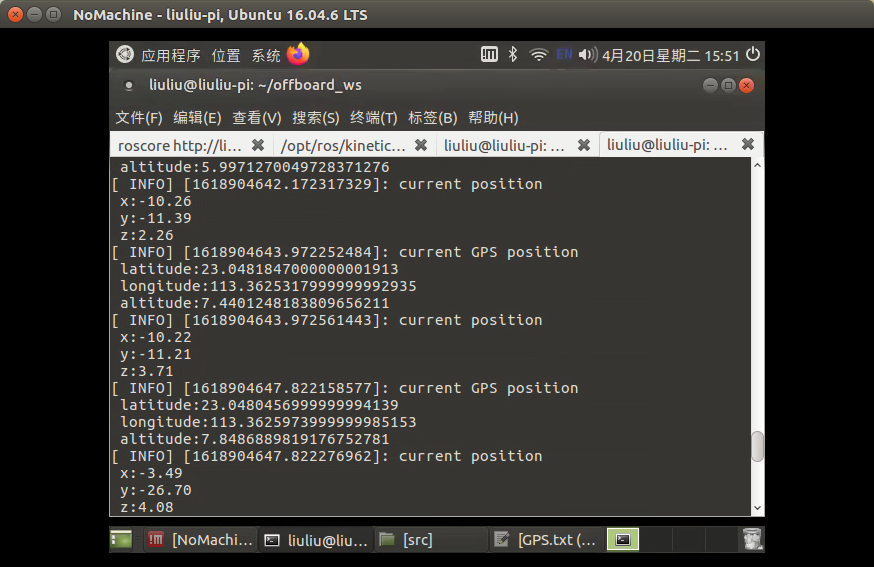 NoMachine - liuliu-pi, Ubuntu 16.04.6 LTS
应用程序 位置 系统 EN 4月20日星期二 15:51
liuliu@liuliu-pi: ~/offboard_ws
文件(F) 编辑(E) 查看(V) 搜索(S) 终端(T) 标签(B) 帮助(H)
roscore http://li... /opt/ros/kinetic... liuliu@liuliu-pi: ... liuliu@liuliu-pi: ...
altitude:5.9971270049728371276
[ INFO] [1618904642.172317329]: current position
x:-10.26
y:-11.39
z:2.26
[ INFO] [1618904643.972252484]: current GPS position
latitude:23.0481847000000001913
longitude:113.3625317999999992935
altitude:7.4401248183809656211
[ INFO] [1618904643.972561443]: current position
x:-10.22
y:-11.21
z:3.71
[ INFO] [1618904647.822158577]: current GPS position
latitude:23.0480456999999994139
longitude:113.3625973999999985153
altitude:7.8486889819176752781
[ INFO] [1618904647.822276962]: current position
x:-3.49
y:-26.70
z:4.08
[NoMachi... liuliu@liu... [src] [GPS.txt (...